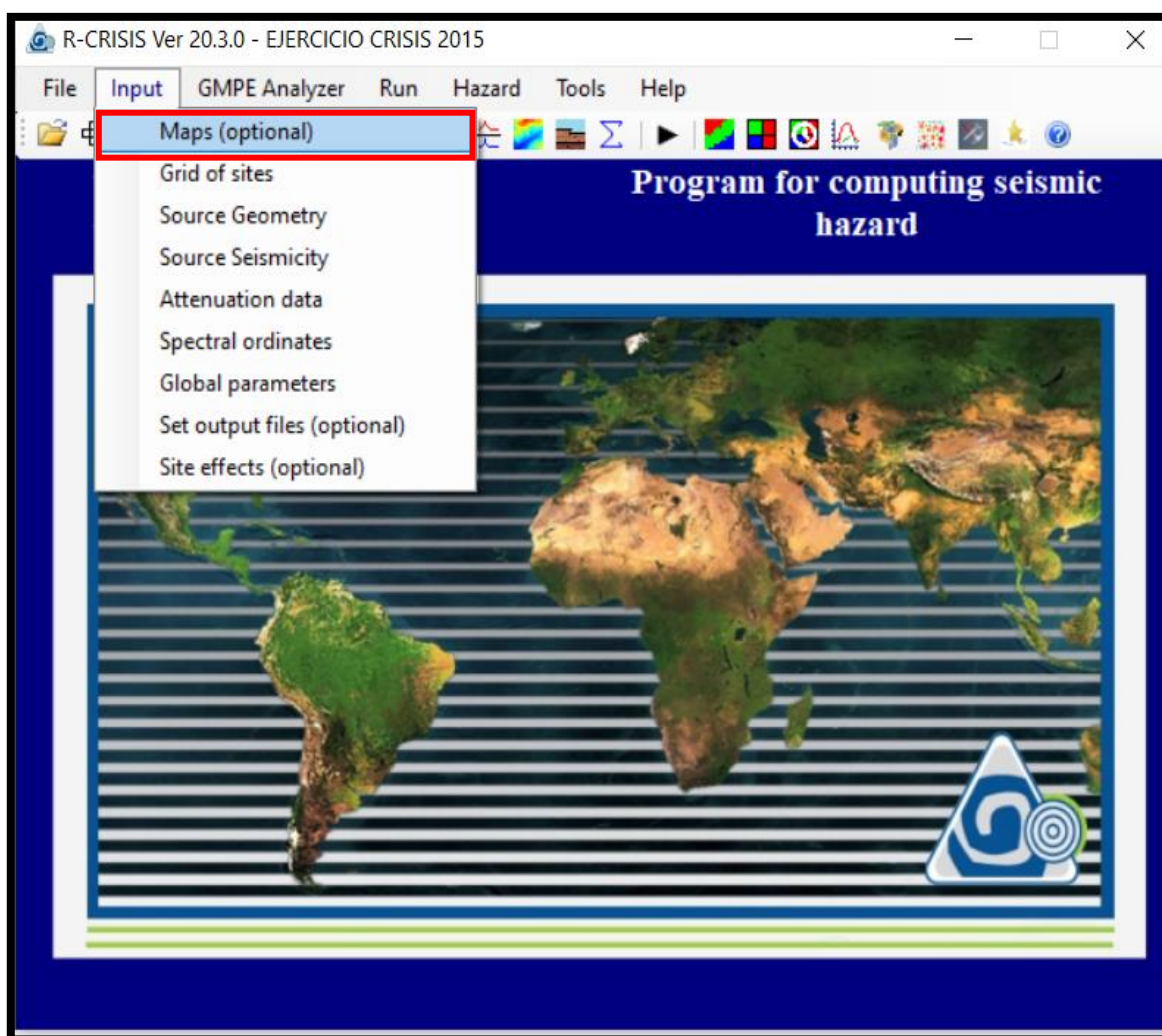 R-CRISIS Ver 20.3.0 - EJERCICIO CRISIS 2015
File Input GMPE Analyzer Run Hazard Tools Help
Maps (optional)
Grid of sites
Source Geometry
Source Seismicity
Attenuation data
Spectral ordinates
Global parameters
Set output files (optional)
Site effects (optional)
Program for computing seismic
hazard